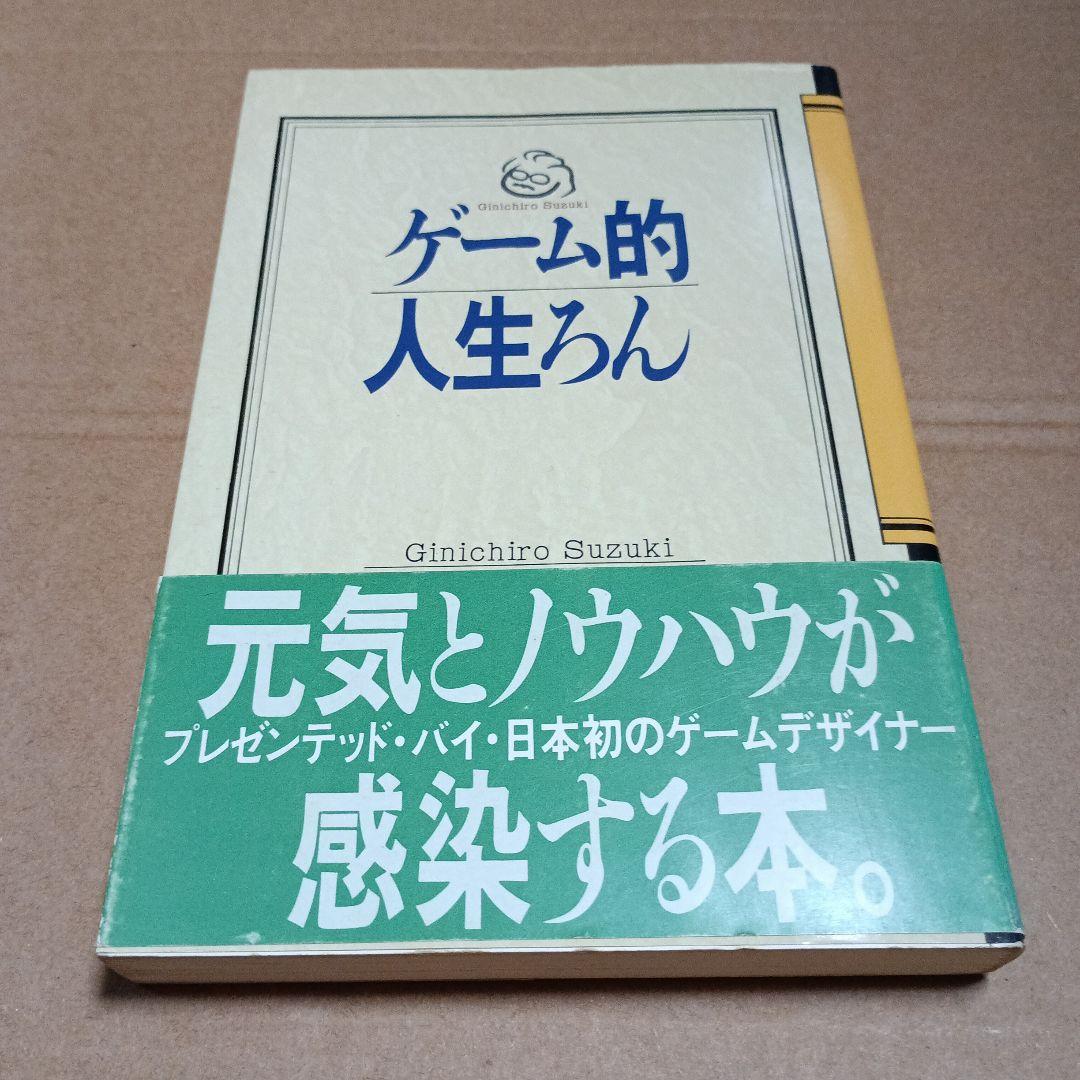 Ginichiro Suzuki
ゲーム的
人生ろん
Ginichiro Suzuki
元気とノウハウが
プレゼンテッド・バイ・日本初のゲームデザイナー
感染する本。